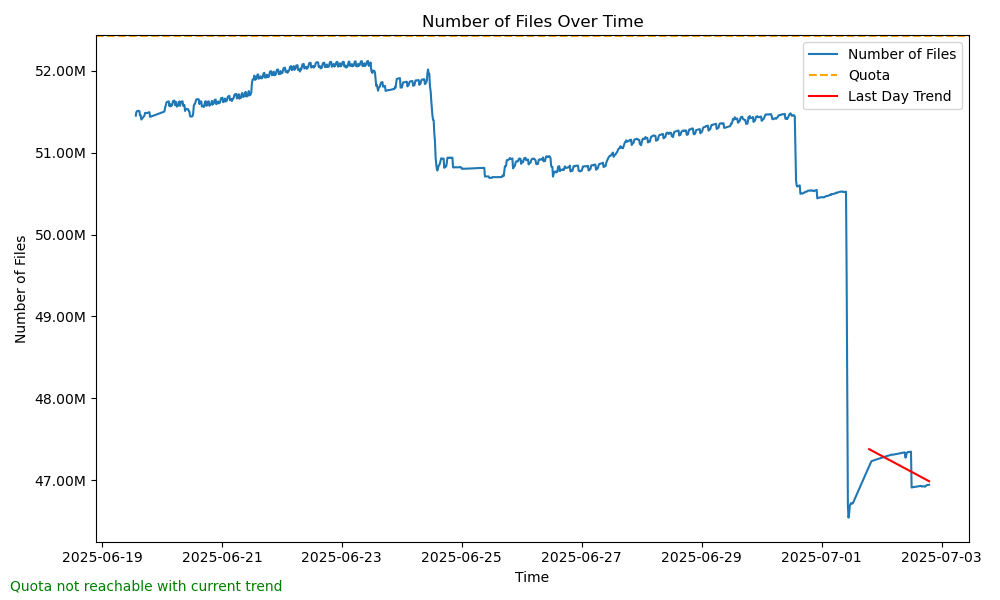 Number of Files Over Time
Number of Files
Quota
Last Day Trend
52.00M
51.00M
50.00M
49.00M
48.00M
47.00M
Number of Files
2025-06-19
2025-06-21
2025-06-23
2025-06-25
2025-06-27
2025-06-29
2025-07-01
2025-07-03
Time
Quota not reachable with current trend